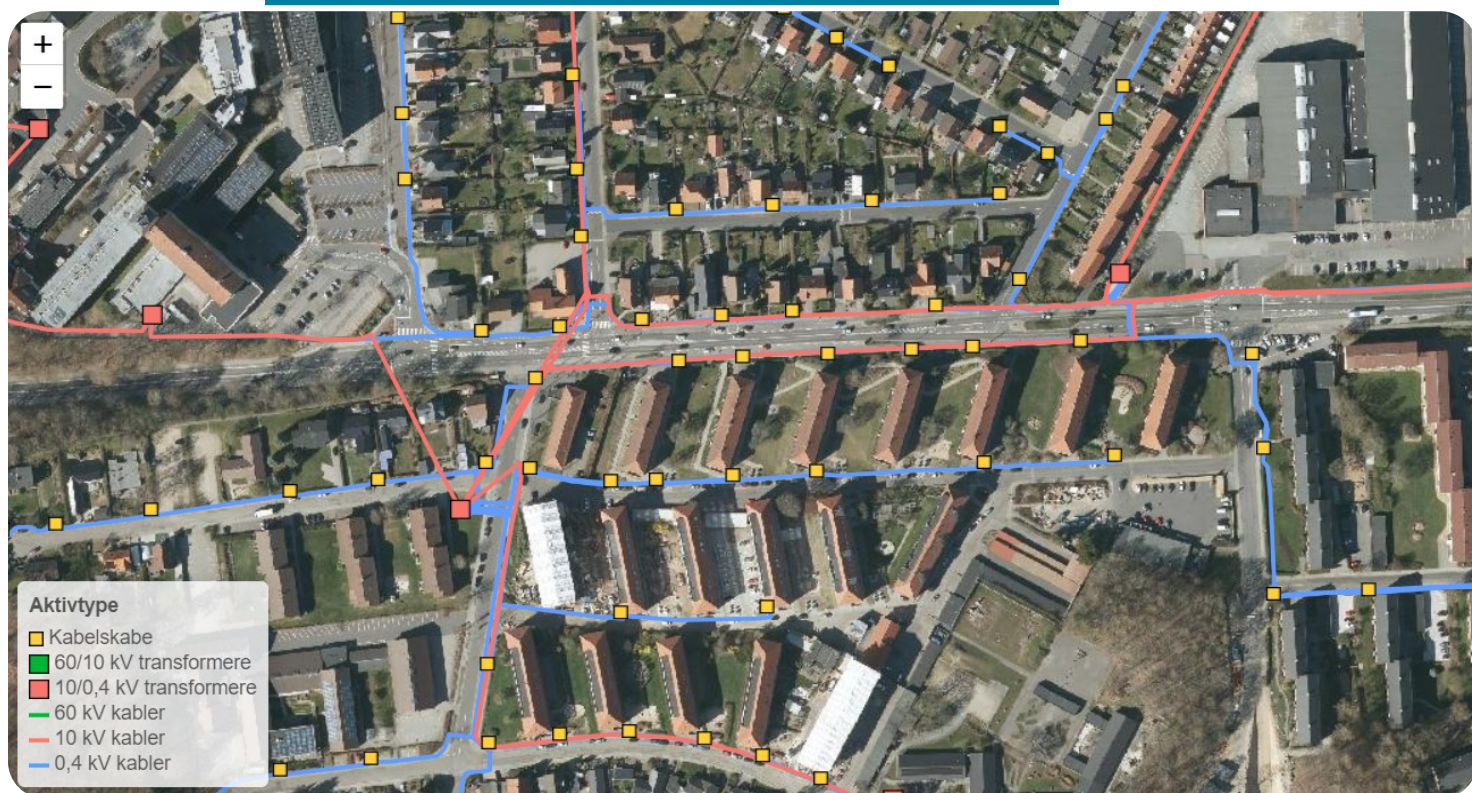 +
−
Aktivtype
Kabelskabe
60/10 kV transformere
10/0,4 kV transformere
60 kV kabler
10 kV kabler
0,4 kV kabler